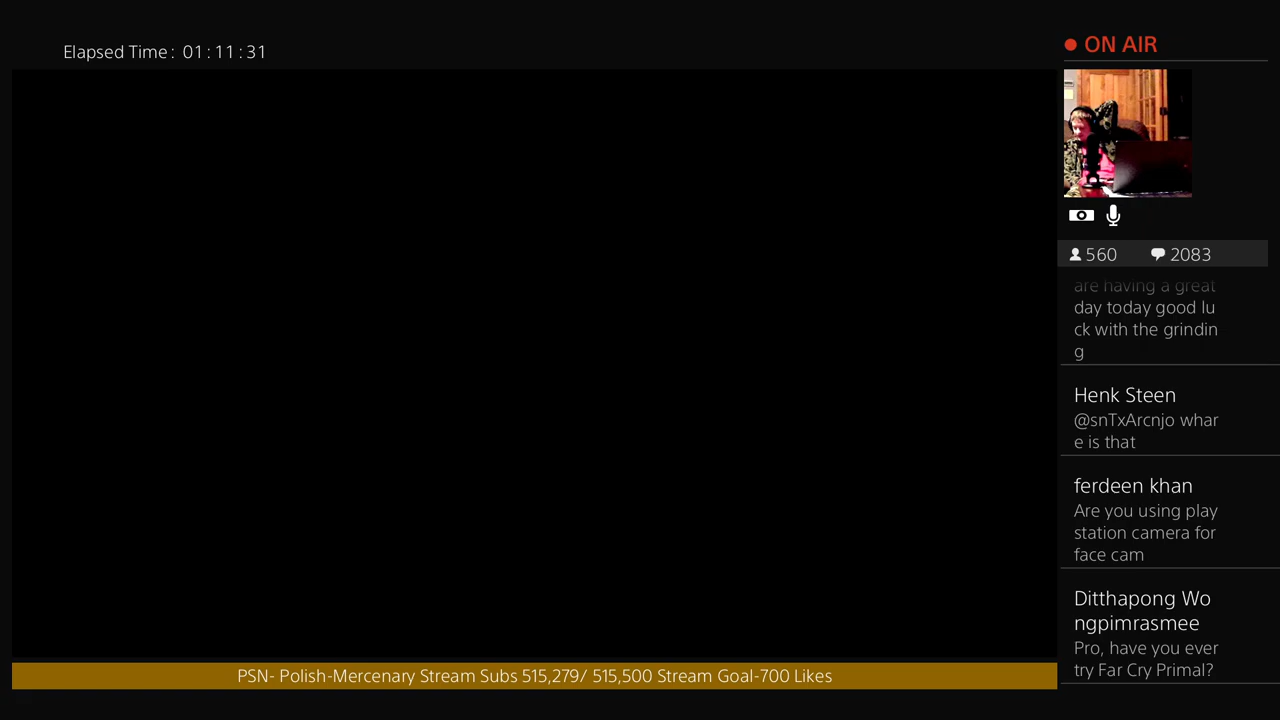 Elapsed Time: 01:11:31
ON AIR
560 2083
are having a great
day today good lu
ck with the grindin
g
Henk Steen
@snTxArcnjo whar
e is that
ferdeen khan
Are you using play
station camera for
face cam
Ditthapong Wo
ngpimrasmee
Pro, have you ever
try Far Cry Primal?
PSN- Polish-Mercenary Stream Subs 515,279/ 515,500 Stream Goal-700 Likes